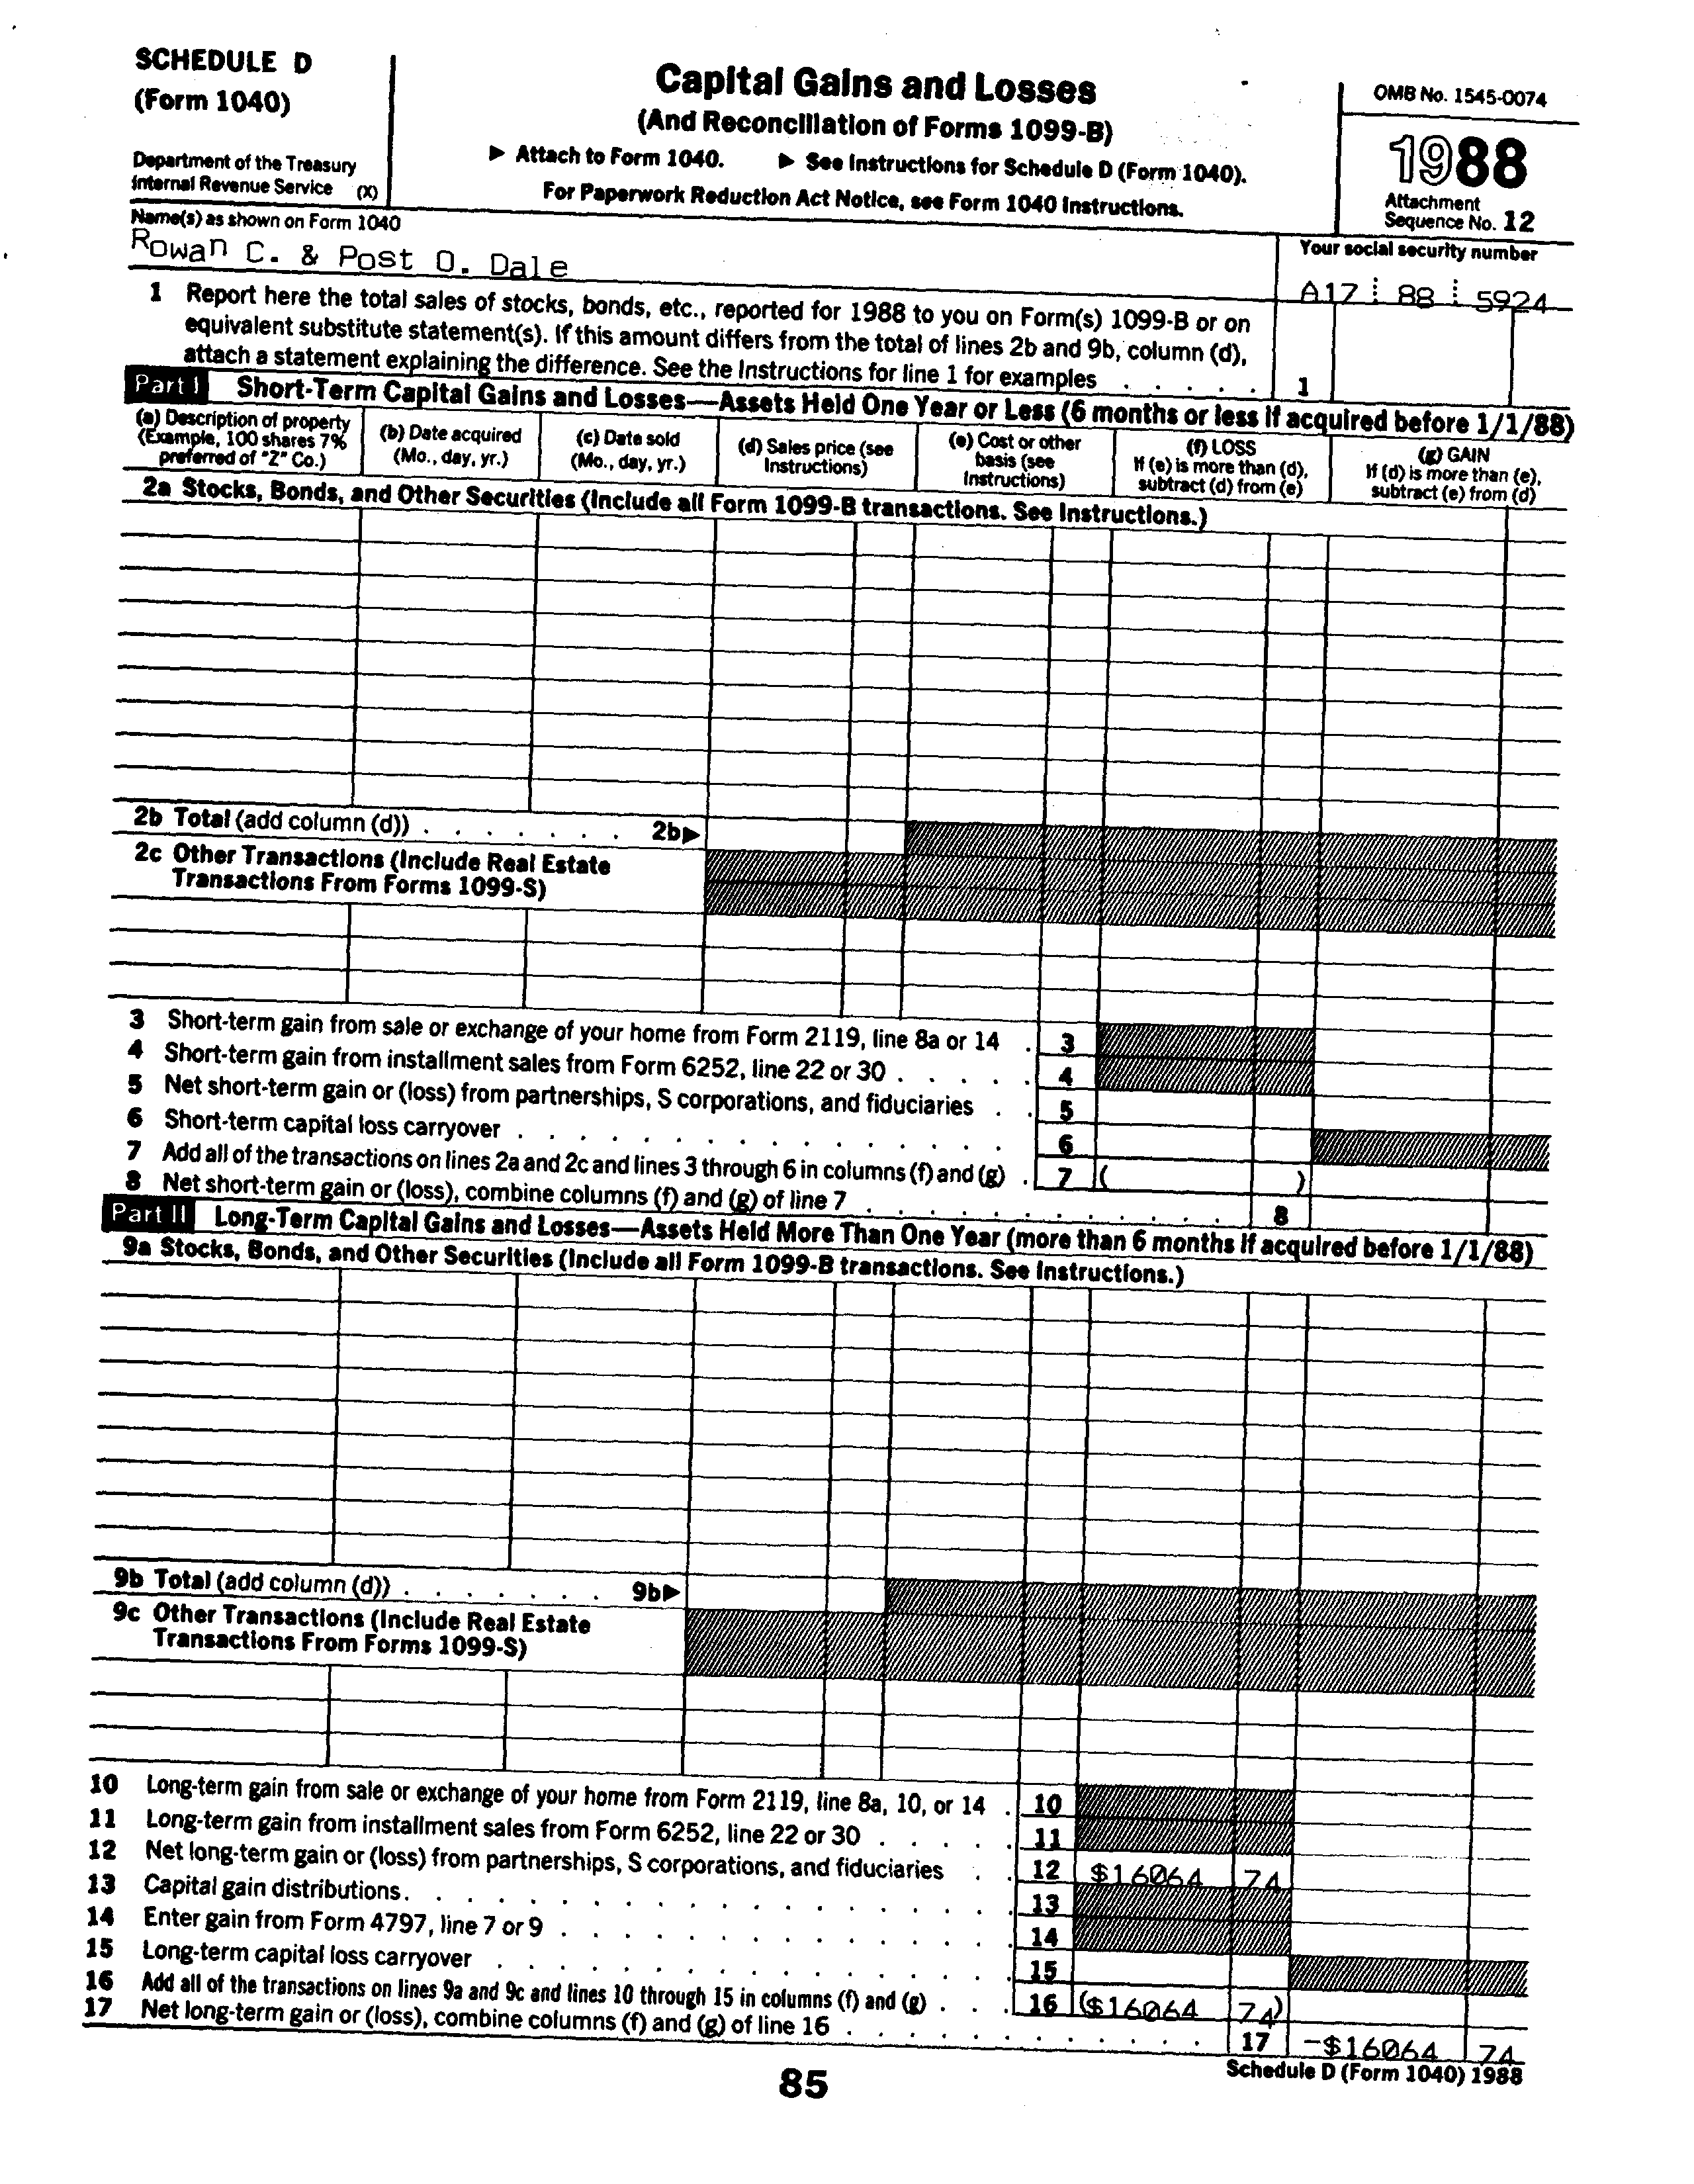 SCHEDULE D
(Form 1040)
Department of the Treasury
Internal Revenue Service (X)
Capital Gains and Losses
(And Reconciliation of Forms 1099-B)
▶ Attach to Form 1040. ▶ See Instructions for Schedule D (Form 1040).
For Paperwork Reduction Act Notice, see Form 1040 Instructions.
OMB No. 1545-0074
1988
Attachment
Sequence No. 12
Name(s) as shown on Form 1040
Rowan C. & Post O. Dale
Your social security number
A17 88 5924
1 Report here the total sales of stocks, bonds, etc., reported for 1988 to you on Form(s) 1099-B or on
equivalent substitute statement(s). If this amount differs from the total of lines 2b and 9b, column (d),
attach a statement explaining the difference. See the Instructions for line 1 for examples . . . . . 1
Part I Short-Term Capital Gains and Losses—Assets Held One Year or Less (6 months or less if acquired before 1/1/88)
(a) Description of property
(Example, 100 shares 7%
preferred of "Z" Co.)
(b) Date acquired
(Mo., day, yr.)
(c) Date sold
(Mo., day, yr.)
(d) Sales price (see
Instructions)
(e) Cost or other
basis (see
Instructions)
(f) LOSS
If (e) is more than (d),
subtract (d) from (e)
(g) GAIN
If (d) is more than (e),
subtract (e) from (d)
2a Stocks, Bonds, and Other Securities (Include all Form 1099-B transactions. See Instructions.)
2b Total (add column (d)) . . . . . . . 2b▶
2c Other Transactions (Include Real Estate
Transactions From Forms 1099-S)
3 Short-term gain from sale or exchange of your home from Form 2119, line 8a or 14 . 3
4 Short-term gain from installment sales from Form 6252, line 22 or 30 . . . . . 4
5 Net short-term gain or (loss) from partnerships, S corporations, and fiduciaries . . 5
6 Short-term capital loss carryover . . . . . . . . . . . . . . . . 6
7 Add all of the transactions on lines 2a and 2c and lines 3 through 6 in columns (f) and (g) . 7 ( )
8 Net short-term gain or (loss), combine columns (f) and (g) of line 7 . . . . . . . . . . . . 8
Part II Long-Term Capital Gains and Losses—Assets Held More Than One Year (more than 6 months if acquired before 1/1/88)
9a Stocks, Bonds, and Other Securities (Include all Form 1099-B transactions. See Instructions.)
9b Total (add column (d)) . . . . . . . 9b▶
9c Other Transactions (Include Real Estate
Transactions From Forms 1099-S)
10 Long-term gain from sale or exchange of your home from Form 2119, line 8a, 10, or 14 . 10
11 Long-term gain from installment sales from Form 6252, line 22 or 30 . . . . . 11
12 Net long-term gain or (loss) from partnerships, S corporations, and fiduciaries . . 12 $16064 74
13 Capital gain distributions. . . . . . . . . . . . . . . . . . . 13
14 Enter gain from Form 4797, line 7 or 9 . . . . . . . . . . . . . . . 14
15 Long-term capital loss carryover . . . . . . . . . . . . . . . . . 15
16 Add all of the transactions on lines 9a and 9c and lines 10 through 15 in columns (f) and (g) . . . 16 ($16064 74)
17 Net long-term gain or (loss), combine columns (f) and (g) of line 16 . . . . . . . . . . . . 17 -$16064 74
Schedule D (Form 1040) 1988
85